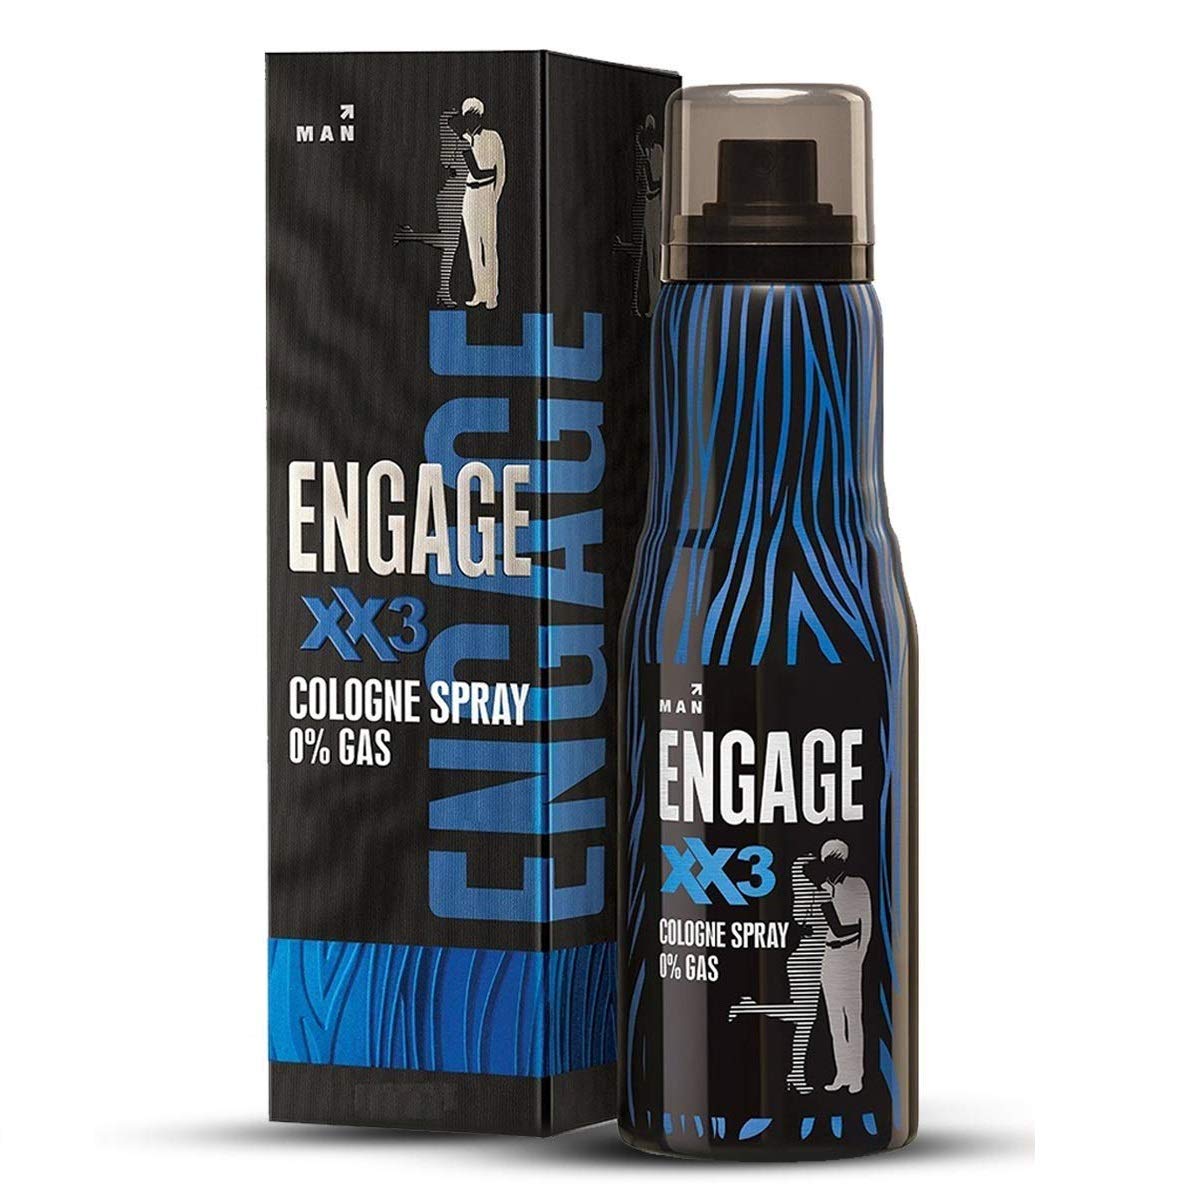 MAN
ENGAGE
XX3
COLOGNE SPRAY
0% GAS
ENGAGE
MAN
ENGAGE
XX3
COLOGNE SPRAY
0% GAS